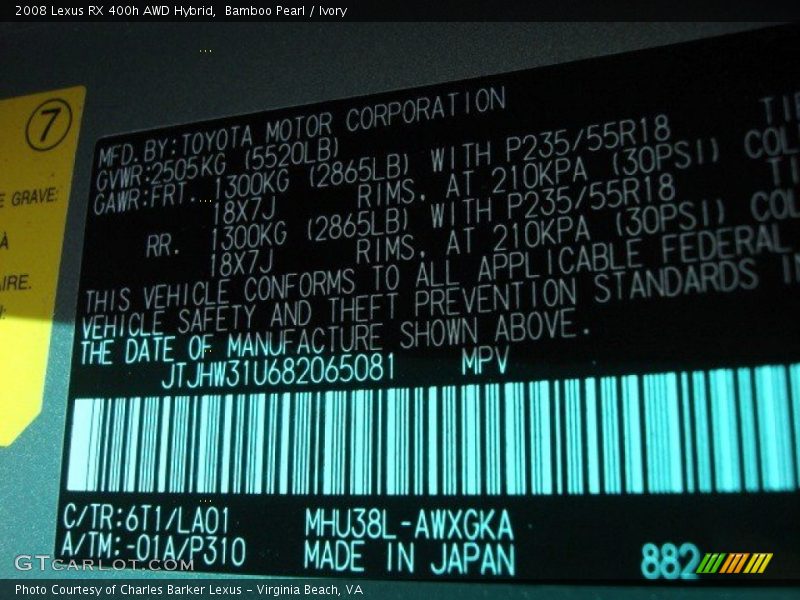 2008 Lexus RX 400h AWD Hybrid, Bamboo Pearl / Ivory
7
E GRAVE:
À
AIRE.
MFD.BY:TOYOTA MOTOR CORPORATION
GVWR:2505KG (5520LB)
GAWR:FRT. 1300KG (2865LB) WITH P235/55R18
18X7J RIMS, AT 210KPA (30PSI) COL
RR. 1300KG (2865LB) WITH P235/55R18
18X7J RIMS, AT 210KPA (30PSI) COL
THIS VEHICLE CONFORMS TO ALL APPLICABLE FEDERAL
VEHICLE SAFETY AND THEFT PREVENTION STANDARDS IN
THE DATE OF MANUFACTURE SHOWN ABOVE.
JTJHW31U682065081 MPV
C/TR:6T1/LA01 MHU38L-AWXGKA
A/TM:-01A/P310 MADE IN JAPAN
882
GTCARLOT.COM
Photo Courtesy of Charles Barker Lexus - Virginia Beach, VA